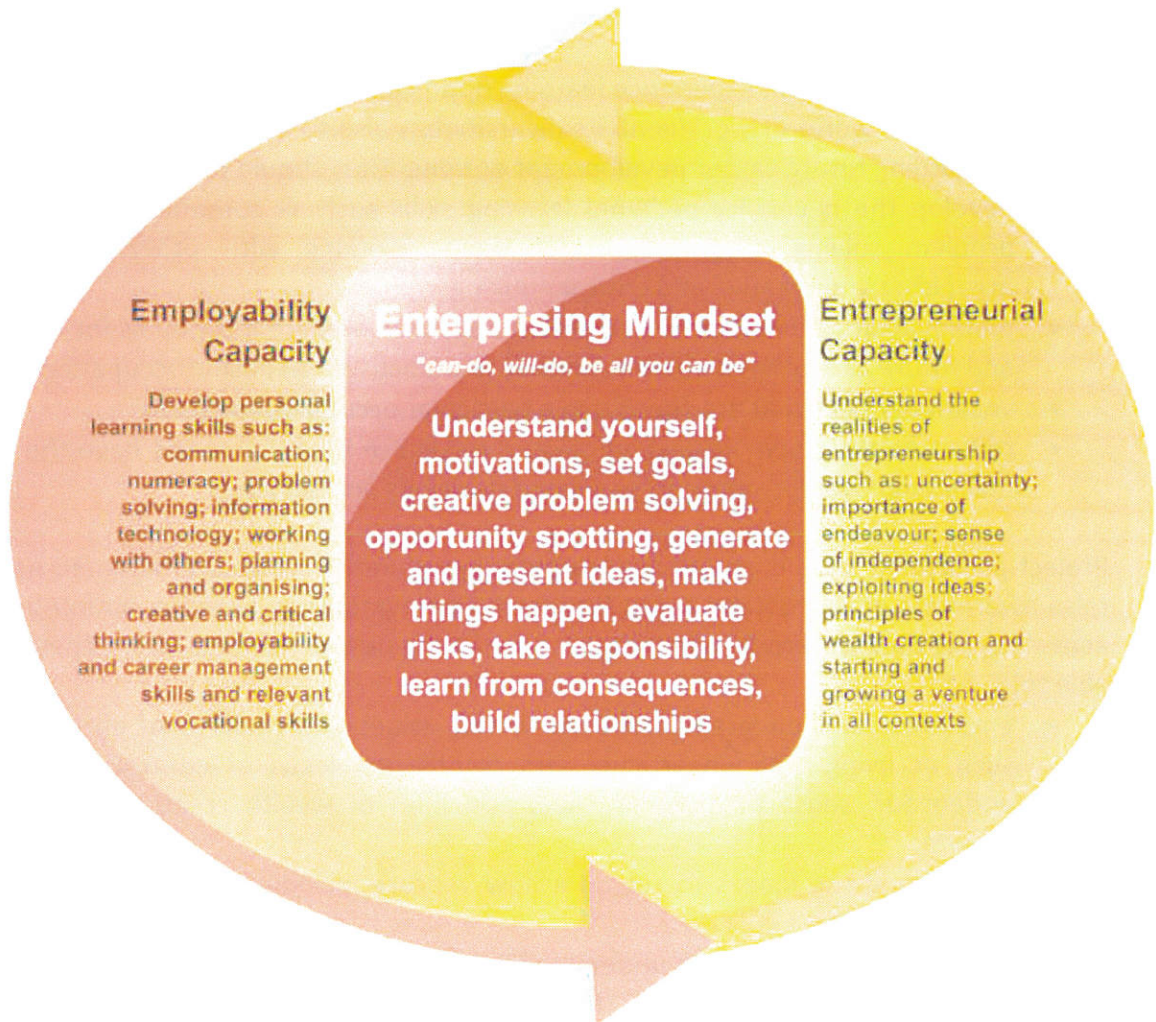 Employability
Capacity
Develop personal
learning skills such as:
communication;
numeracy; problem
solving; information
technology; working
with others; planning
and organising;
creative and critical
thinking; employability
and career management
skills and relevant
vocational skills
Enterprising Mindset
"can-do, will-do, be all you can be"
Understand yourself,
motivations, set goals,
creative problem solving,
opportunity spotting, generate
and present ideas, make
things happen, evaluate
risks, take responsibility,
learn from consequences,
build relationships
Entrepreneurial
Capacity
Understand the
realities of
entrepreneurship
such as: uncertainty;
importance of
endeavour; sense
of independence;
exploiting ideas;
principles of
wealth creation and
starting and
growing a venture
in all contexts